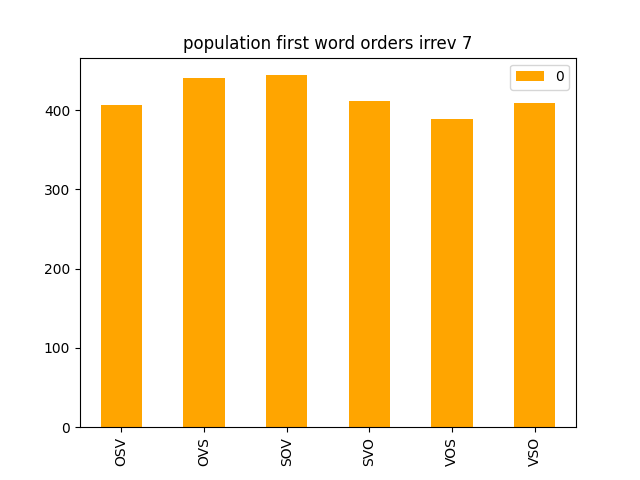 population first word orders irrev 7
0
400
300
200
100
0
OSV
OVS
SOV
SVO
VOS
VSO